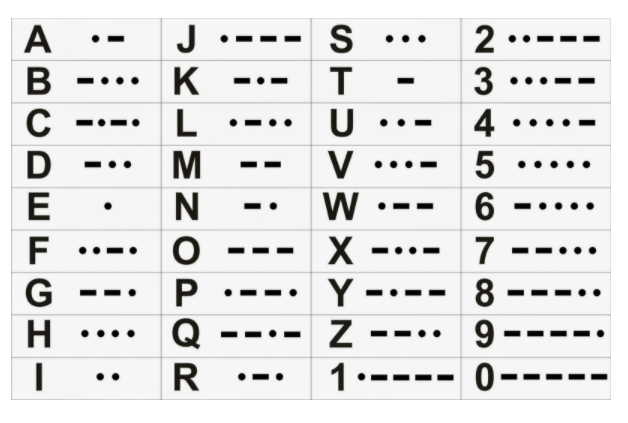 A •– J •––– S ••• 2 ••–––
B –••• K –•– T – 3 •••––
C –•–• L •–•• U ••– 4 ••••–
D –•• M –– V •••– 5 •••••
E • N –• W •–– 6 –••••
F ••–• O ––– X –••– 7 ––•••
G ––• P •––• Y –•–– 8 –––••
H •••• Q ––•– Z ––•• 9 ––––•
I •• R •–• 1 •–––– 0 –––––